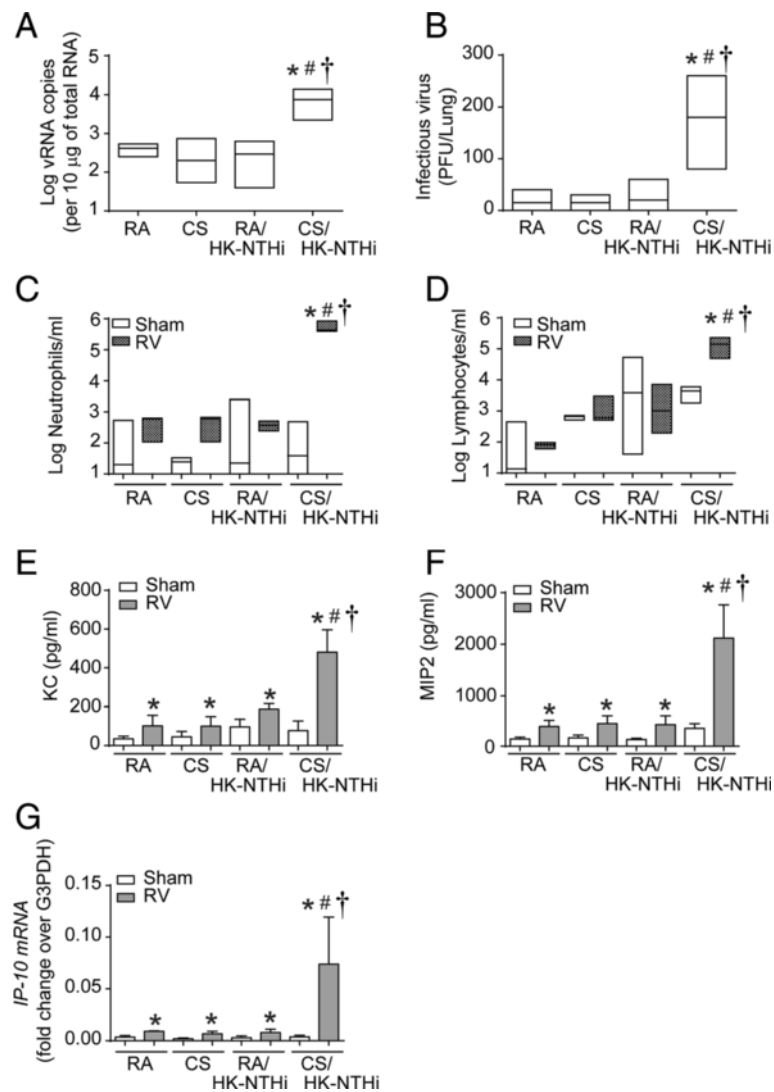 A
Log vRNA copies
(per 10 µg of total RNA)
5
4
3
2
1
* # †
RA
CS
RA/
HK-NTHi
CS/
HK-NTHi
B
Infectious virus
(PFU/Lung)
300
200
100
0
* # †
RA
CS
RA/
HK-NTHi
CS/
HK-NTHi
C
Log Neutrophils/ml
6
5
4
3
2
1
Sham
RV
* # †
RA
CS
RA/
HK-NTHi
CS/
HK-NTHi
D
Log Lymphocytes/ml
6
5
4
3
2
1
Sham
RV
* # †
RA
CS
RA/
HK-NTHi
CS/
HK-NTHi
E
KC
(pg/ml)
800
600
400
200
0
Sham
RV
*
*
*
* # †
RA
CS
RA/
HK-NTHi
CS/
HK-NTHi
F
MIP2
(pg/ml)
3000
2000
1000
0
Sham
RV
*
*
*
* # †
RA
CS
RA/
HK-NTHi
CS/
HK-NTHi
G
IP-10 mRNA
(fold change over G3PDH)
0.15
0.10
0.05
0.00
Sham
RV
*
*
*
* # †
RA
CS
RA/
HK-NTHi
CS/
HK-NTHi